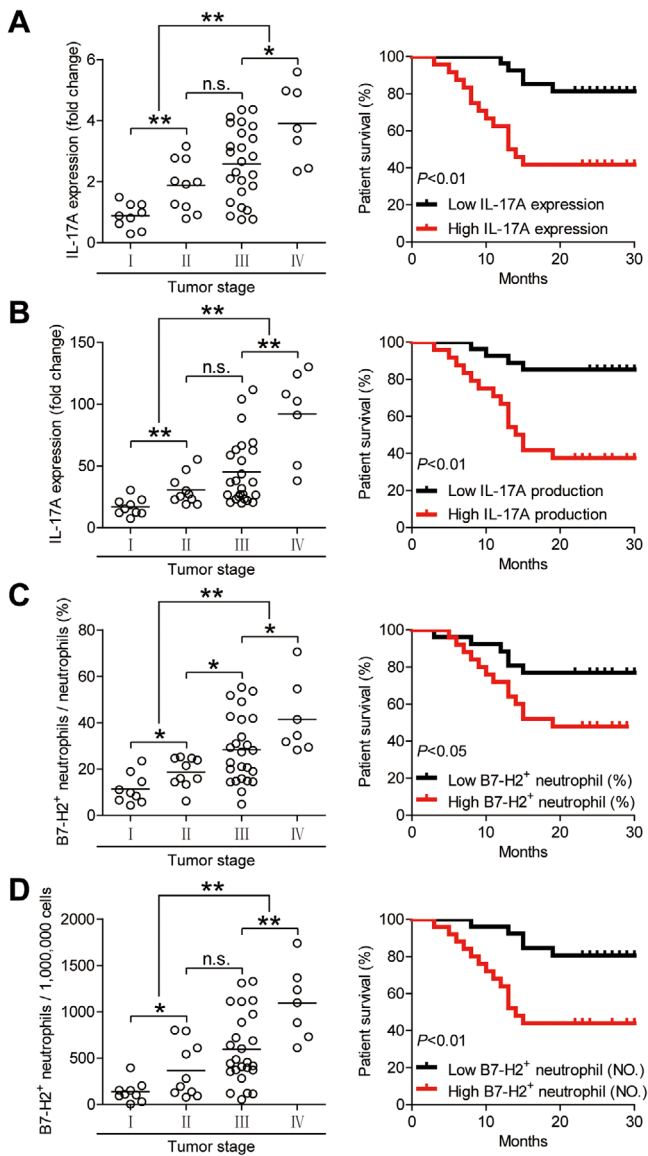 A
IL-17A expression (fold change)
6
4
2
0
**
**
n.s.
*
I
II
III
IV
Tumor stage
Patient survival (%)
100
80
60
40
20
0
P<0.01
Low IL-17A expression
High IL-17A expression
0
10
20
30
Months
B
IL-17A expression (fold change)
150
100
50
0
**
**
n.s.
**
I
II
III
IV
Tumor stage
Patient survival (%)
100
80
60
40
20
0
P<0.01
Low IL-17A production
High IL-17A production
0
10
20
30
Months
C
B7-H2+ neutrophils / neutrophils (%)
80
60
40
20
0
**
*
*
*
I
II
III
IV
Tumor stage
Patient survival (%)
100
80
60
40
20
0
P<0.05
Low B7-H2+ neutrophil (%)
High B7-H2+ neutrophil (%)
0
10
20
30
Months
D
B7-H2+ neutrophils / 1,000,000 cells
2000
1500
1000
500
0
**
*
n.s.
**
I
II
III
IV
Tumor stage
Patient survival (%)
100
80
60
40
20
0
P<0.01
Low B7-H2+ neutrophil (NO.)
High B7-H2+ neutrophil (NO.)
0
10
20
30
Months